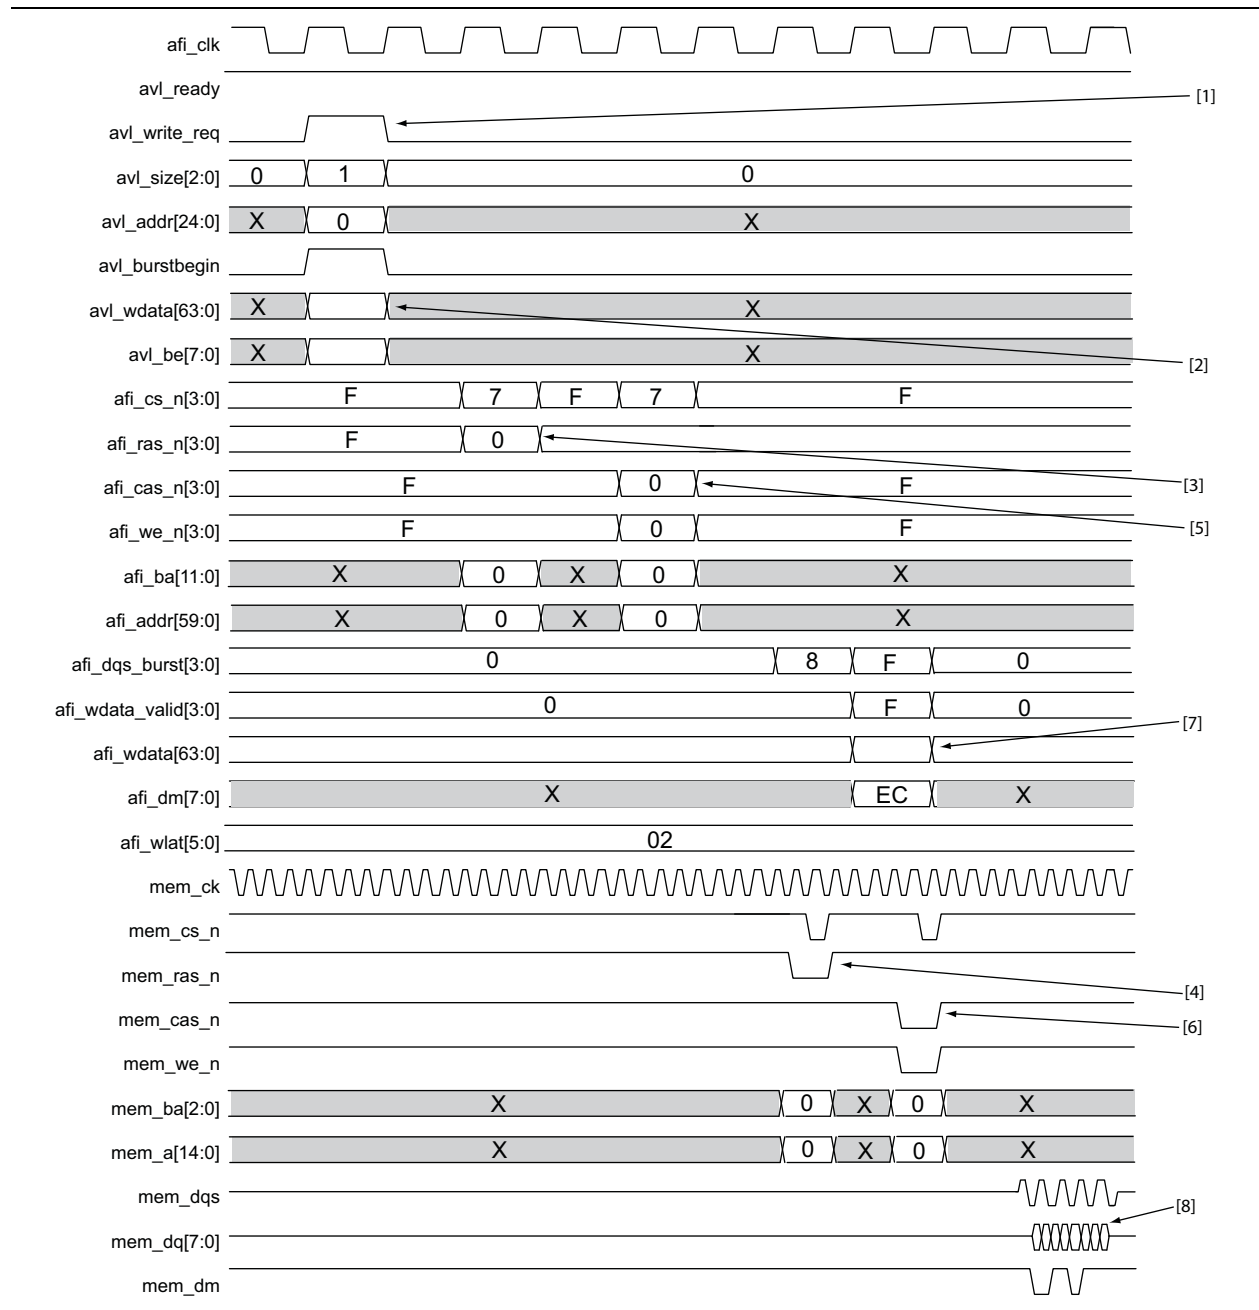 afi_clk
avl_ready
[1]
avl_write_req
avl_size[2:0] 0 1 0
avl_addr[24:0] X 0 X
avl_burstbegin
avl_wdata[63:0] X X
avl_be[7:0] X X
[2]
afi_cs_n[3:0] F 7 F 7 F
afi_ras_n[3:0] F 0
afi_cas_n[3:0] F 0 F
[3]
afi_we_n[3:0] F 0 F
[5]
afi_ba[11:0] X 0 X 0 X
afi_addr[59:0] X 0 X 0 X
afi_dqs_burst[3:0] 0 8 F 0
afi_wdata_valid[3:0] 0 F 0
[7]
afi_wdata[63:0]
afi_dm[7:0] X EC X
afi_wlat[5:0] 02
mem_ck
mem_cs_n
mem_ras_n
[4]
mem_cas_n
[6]
mem_we_n
mem_ba[2:0] X 0 X 0 X
mem_a[14:0] X 0 X 0 X
mem_dqs
[8]
mem_dq[7:0]
mem_dm